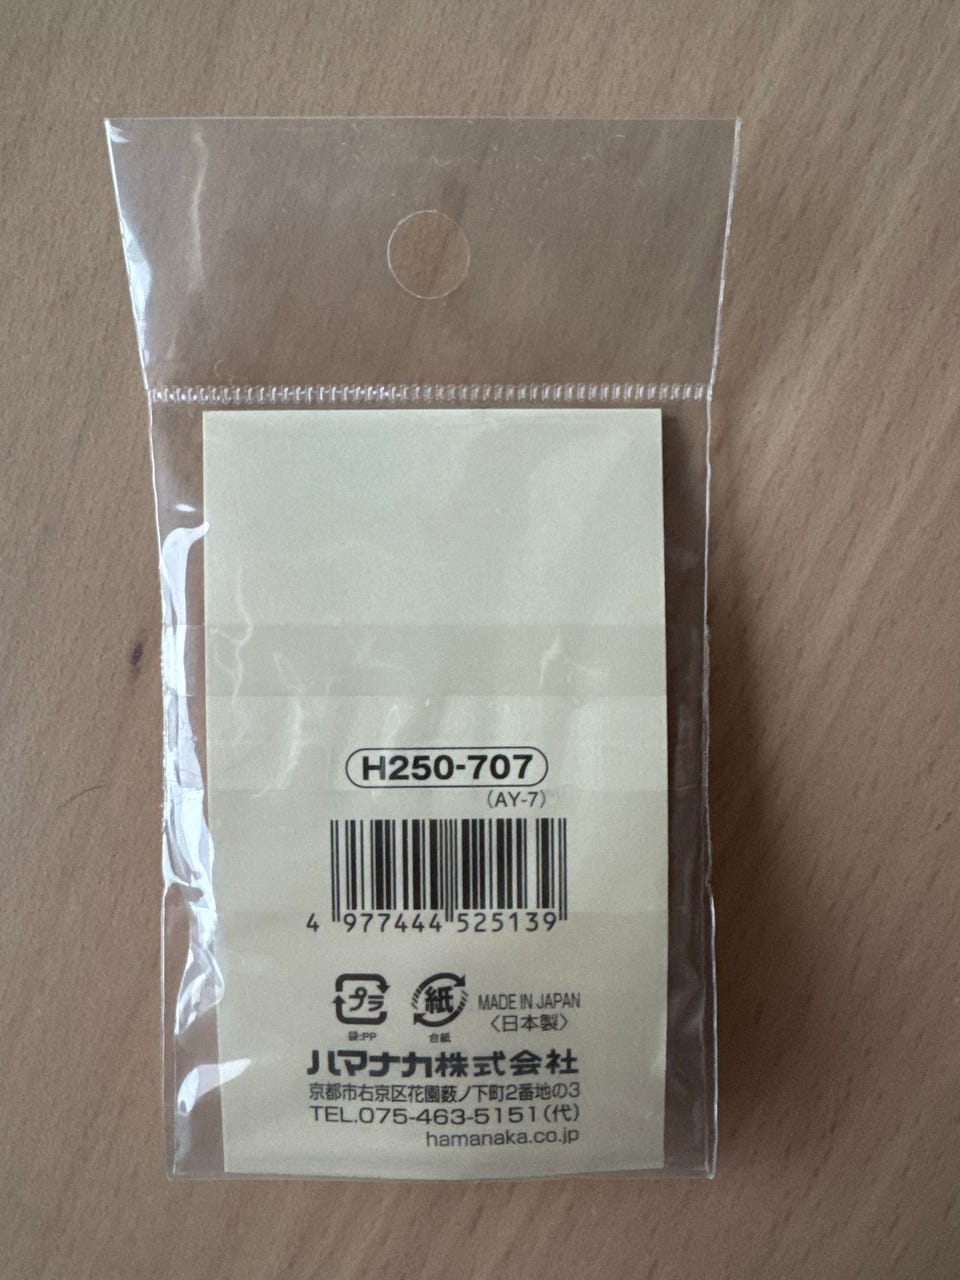 H250-707
(AY-7)
4 977444 525139
プラ 紙 MADE IN JAPAN
袋:PP 台紙 〈日本製〉
ハマナカ株式会社
京都市右京区花園薮ノ下町2番地の3
TEL.075-463-5151(代)
hamanaka.co.jp